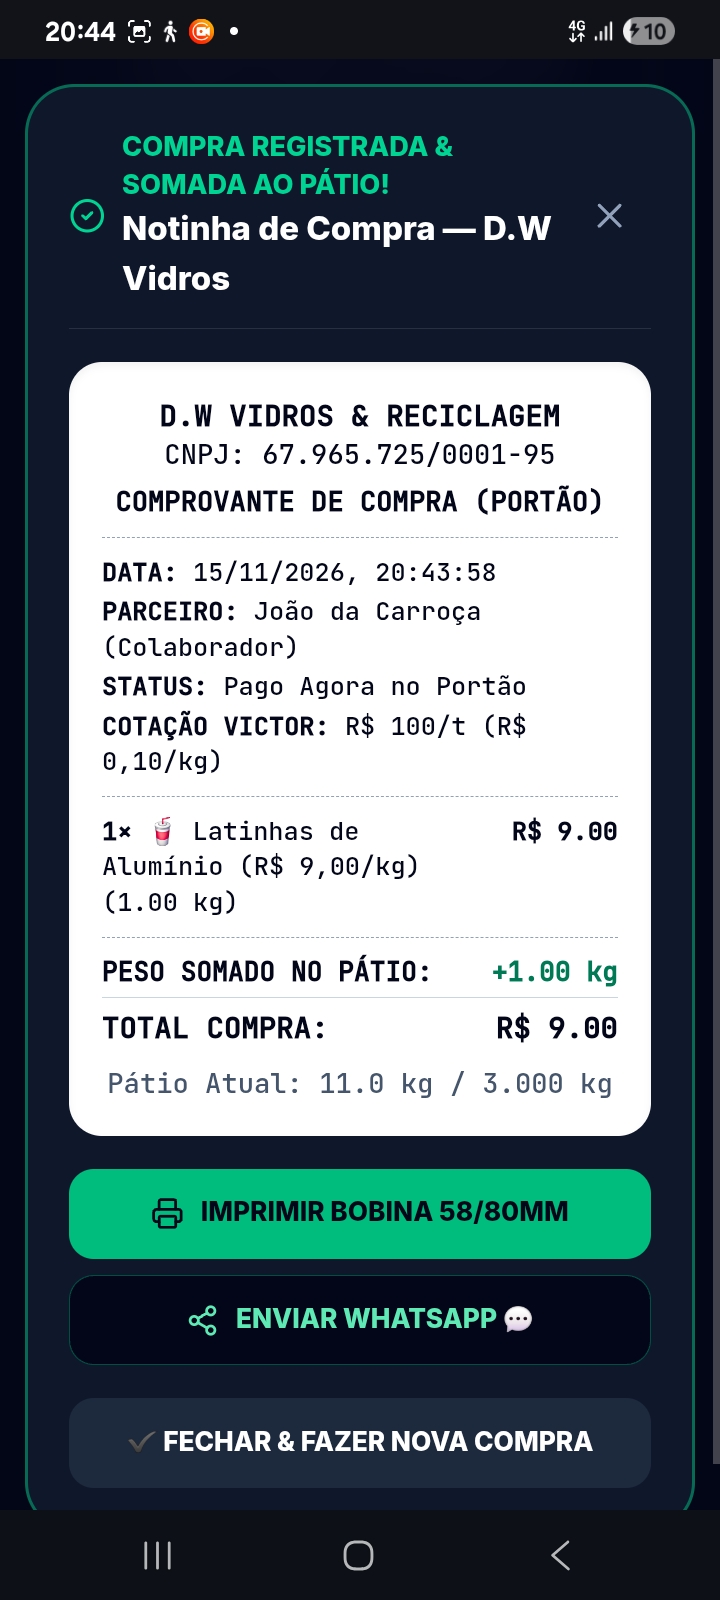 20:44
4G
10
COMPRA REGISTRADA &
SOMADA AO PÁTIO!
Notinha de Compra — D.W
Vidros
D.W VIDROS & RECICLAGEM
CNPJ: 67.965.725/0001-95
COMPROVANTE DE COMPRA (PORTÃO)
DATA: 15/11/2026, 20:43:58
PARCEIRO: João da Carroça
(Colaborador)
STATUS: Pago Agora no Portão
COTAÇÃO VICTOR: R$ 100/t (R$
0,10/kg)
1× 🥤 Latinhas de R$ 9.00
Alumínio (R$ 9,00/kg)
(1.00 kg)
PESO SOMADO NO PÁTIO: +1.00 kg
TOTAL COMPRA: R$ 9.00
Pátio Atual: 11.0 kg / 3.000 kg
IMPRIMIR BOBINA 58/80MM
ENVIAR WHATSAPP 💬
✔ FECHAR & FAZER NOVA COMPRA